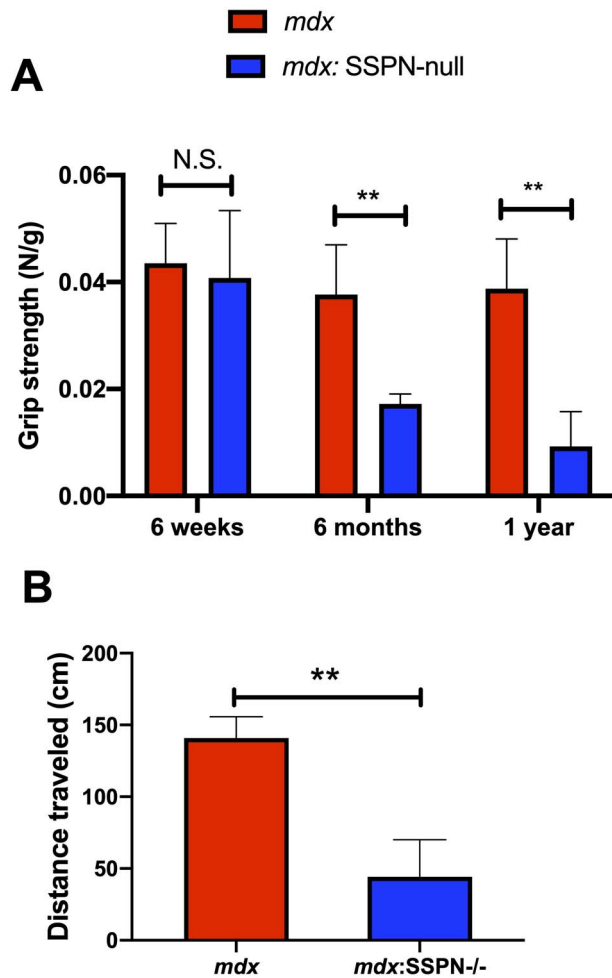 mdx
mdx: SSPN-null
A
N.S.
**
**
Grip strength (N/g)
0.06
0.04
0.02
0.00
6 weeks 6 months 1 year
B
Distance traveled (cm)
200
150
100
50
0
**
mdx mdx:SSPN-/-